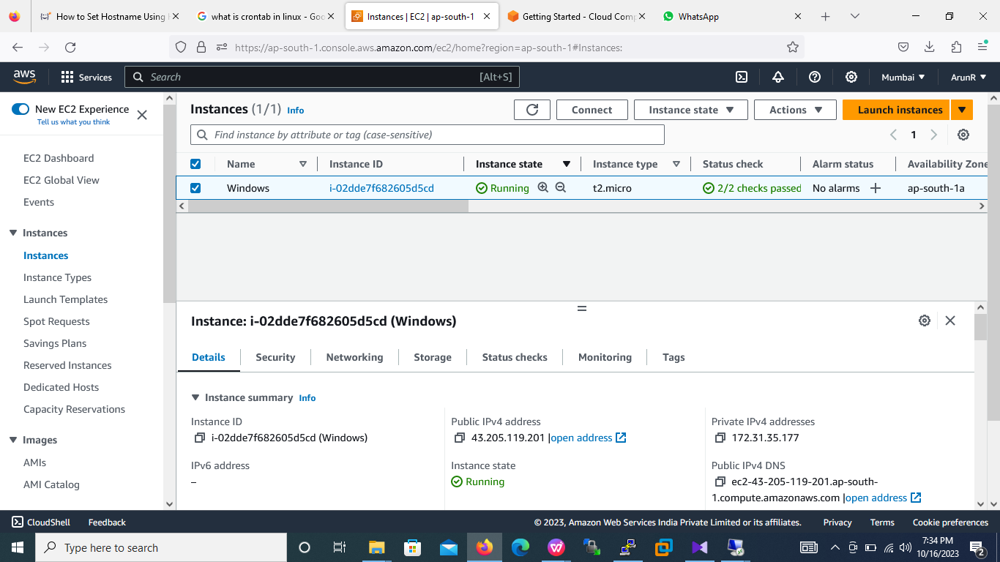 How to Set Hostname Using
what is crontab in linux - Goo
Instances | EC2 | ap-south-1
Getting Started - Cloud Comp
WhatsApp
https://ap-south-1.console.aws.amazon.com/ec2/home?region=ap-south-1#Instances:
aws
Services
Search
[Alt+S]
Mumbai
ArunR
New EC2 Experience
Tell us what you think
EC2 Dashboard
EC2 Global View
Events
Instances
Instances
Instance Types
Launch Templates
Spot Requests
Savings Plans
Reserved Instances
Dedicated Hosts
Capacity Reservations
Images
AMIs
AMI Catalog
Instances (1/1) Info
Connect
Instance state
Actions
Launch instances
Find instance by attribute or tag (case-sensitive)
1
Name Instance ID Instance state Instance type Status check Alarm status Availability Zone
Windows i-02dde7f682605d5cd Running t2.micro 2/2 checks passed No alarms ap-south-1a
Instance: i-02dde7f682605d5cd (Windows)
Details Security Networking Storage Status checks Monitoring Tags
Instance summary Info
Instance ID
i-02dde7f682605d5cd (Windows)
Public IPv4 address
43.205.119.201 |open address
Private IPv4 addresses
172.31.35.177
IPv6 address
–
Instance state
Running
Public IPv4 DNS
ec2-43-205-119-201.ap-south-
1.compute.amazonaws.com |open address
CloudShell Feedback
© 2023, Amazon Web Services India Private Limited or its affiliates. Privacy Terms Cookie preferences
Type here to search
7:34 PM
10/16/2023
2